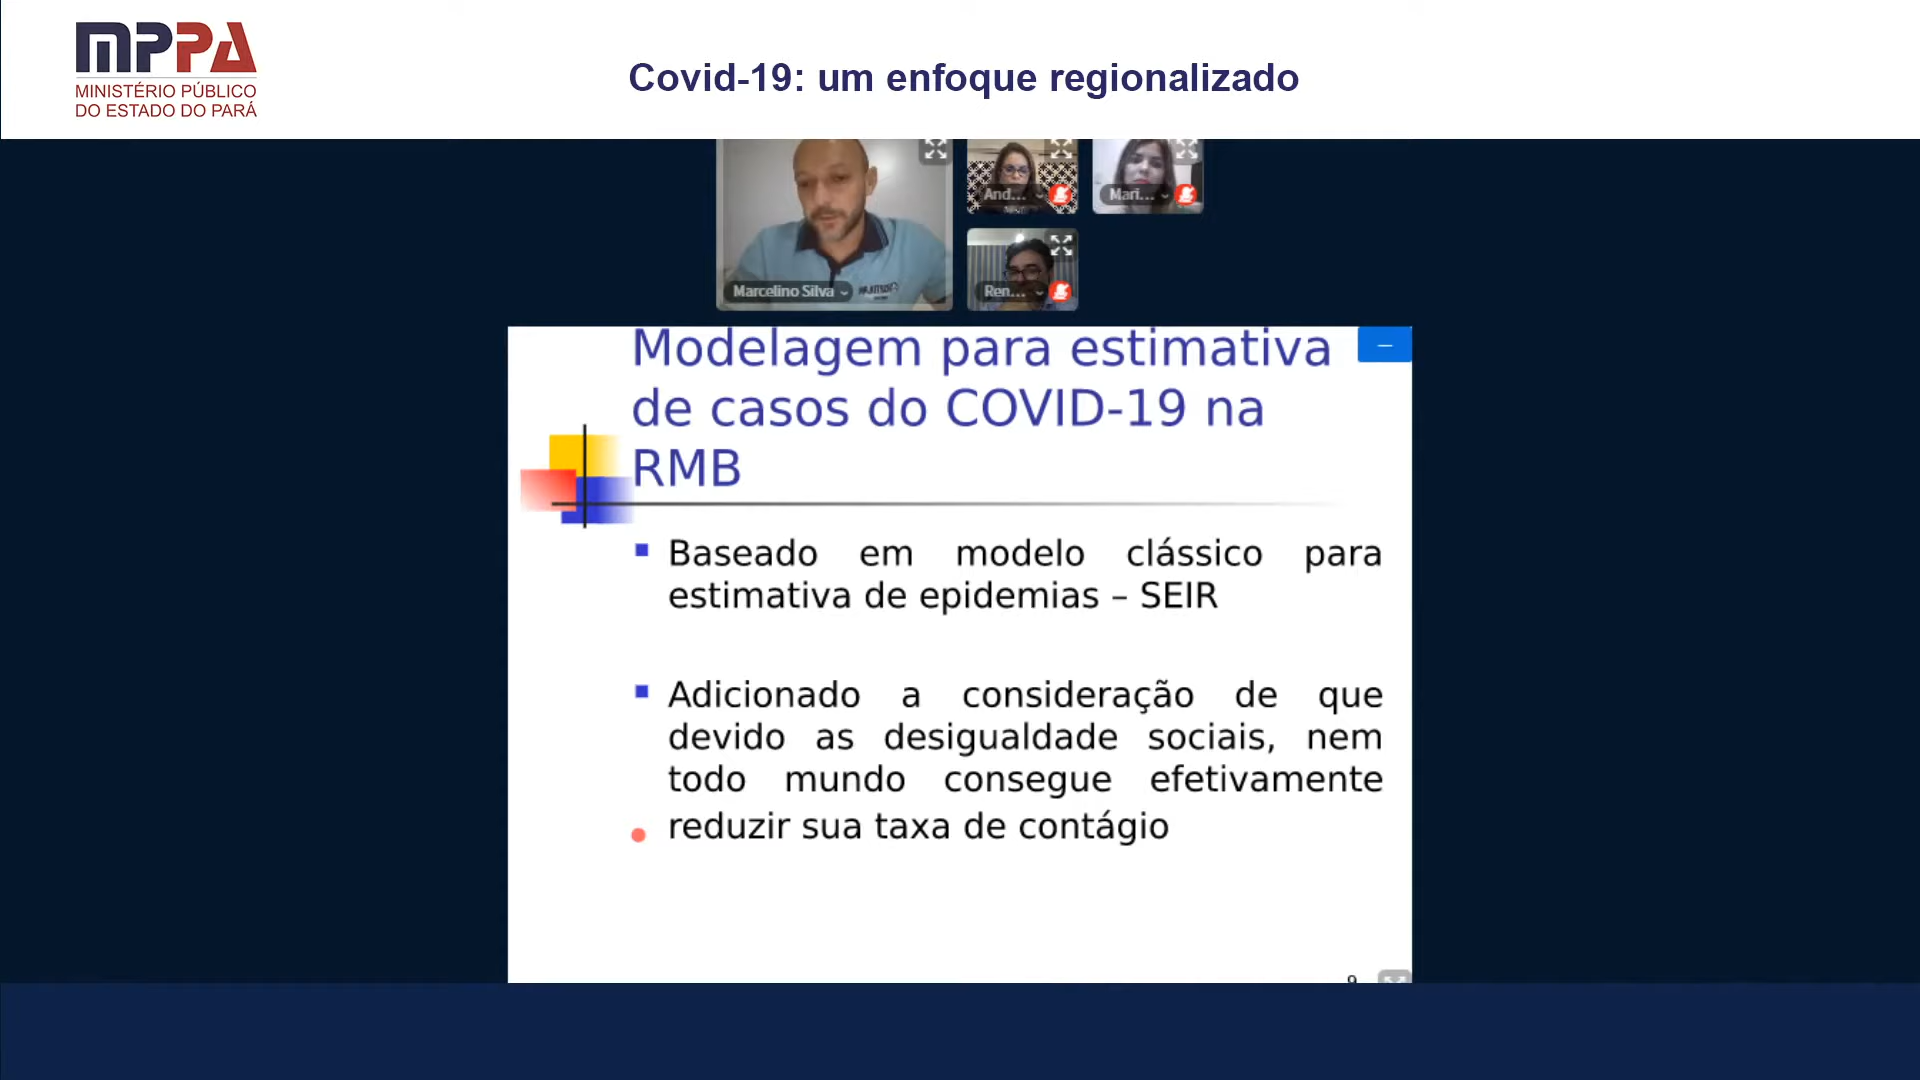 MPPA
MINISTÉRIO PÚBLICO
DO ESTADO DO PARÁ
Covid-19: um enfoque regionalizado
And...
Mari...
Marcelino Silva
Ren...
Modelagem para estimativa
de casos do COVID-19 na
RMB
Baseado em modelo clássico para
estimativa de epidemias – SEIR
Adicionado a consideração de que
devido as desigualdade sociais, nem
todo mundo consegue efetivamente
reduzir sua taxa de contágio
9